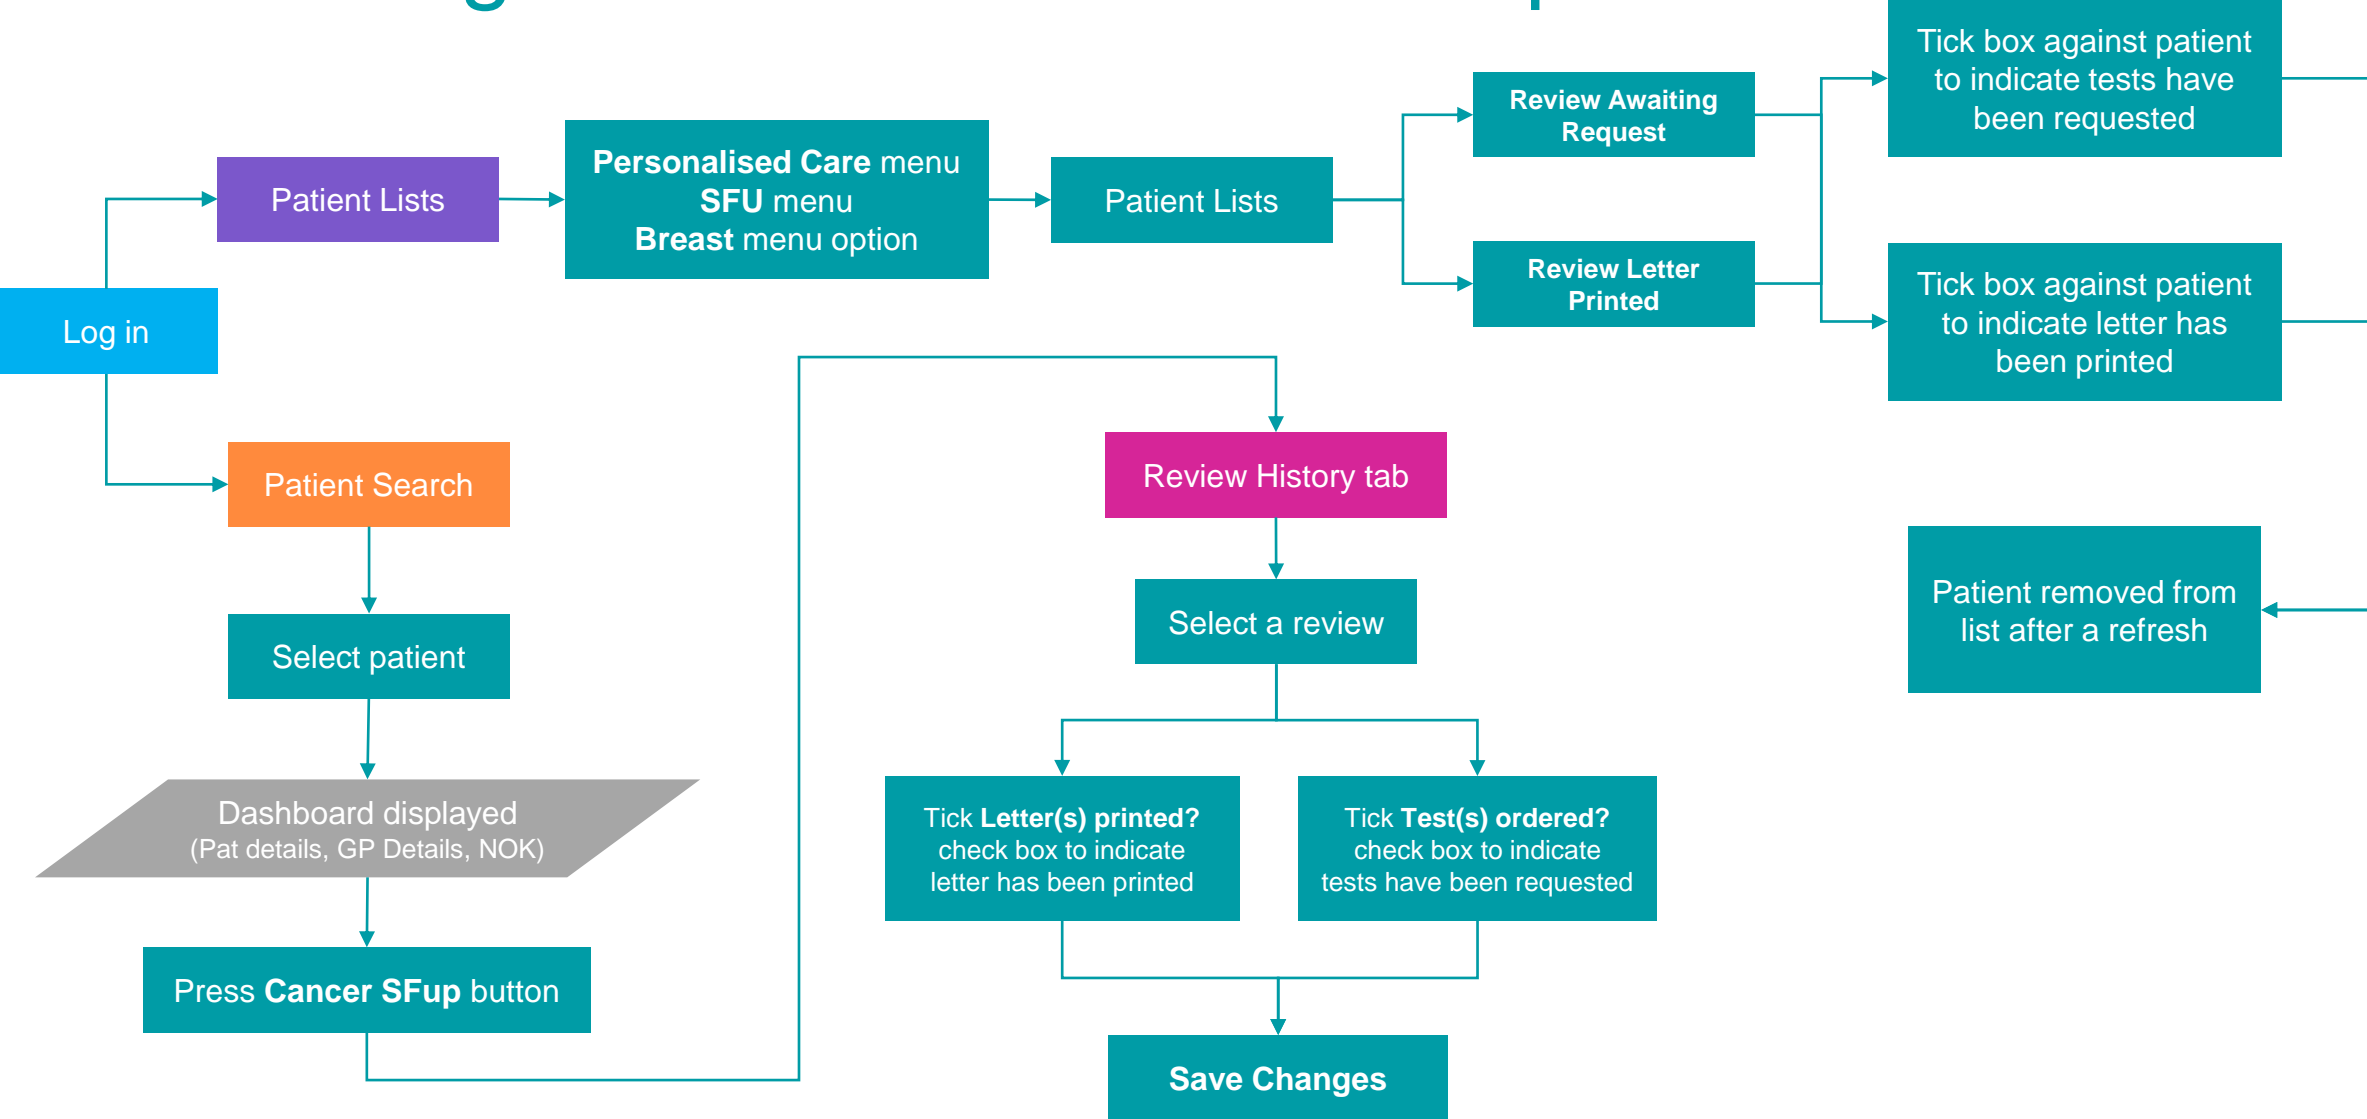 Tick box against patient
to indicate tests have
been requested
Review Awaiting
Request
Personalised Care menu
SFU menu
Breast menu option
Patient Lists
Patient Lists
Review Letter
Printed
Tick box against patient
to indicate letter has
been printed
Log in
Patient Search
Review History tab
Select a review
Patient removed from
list after a refresh
Select patient
Dashboard displayed
(Pat details, GP Details, NOK)
Tick Letter(s) printed?
check box to indicate
letter has been printed
Tick Test(s) ordered?
check box to indicate
tests have been requested
Press Cancer SFup button
Save Changes